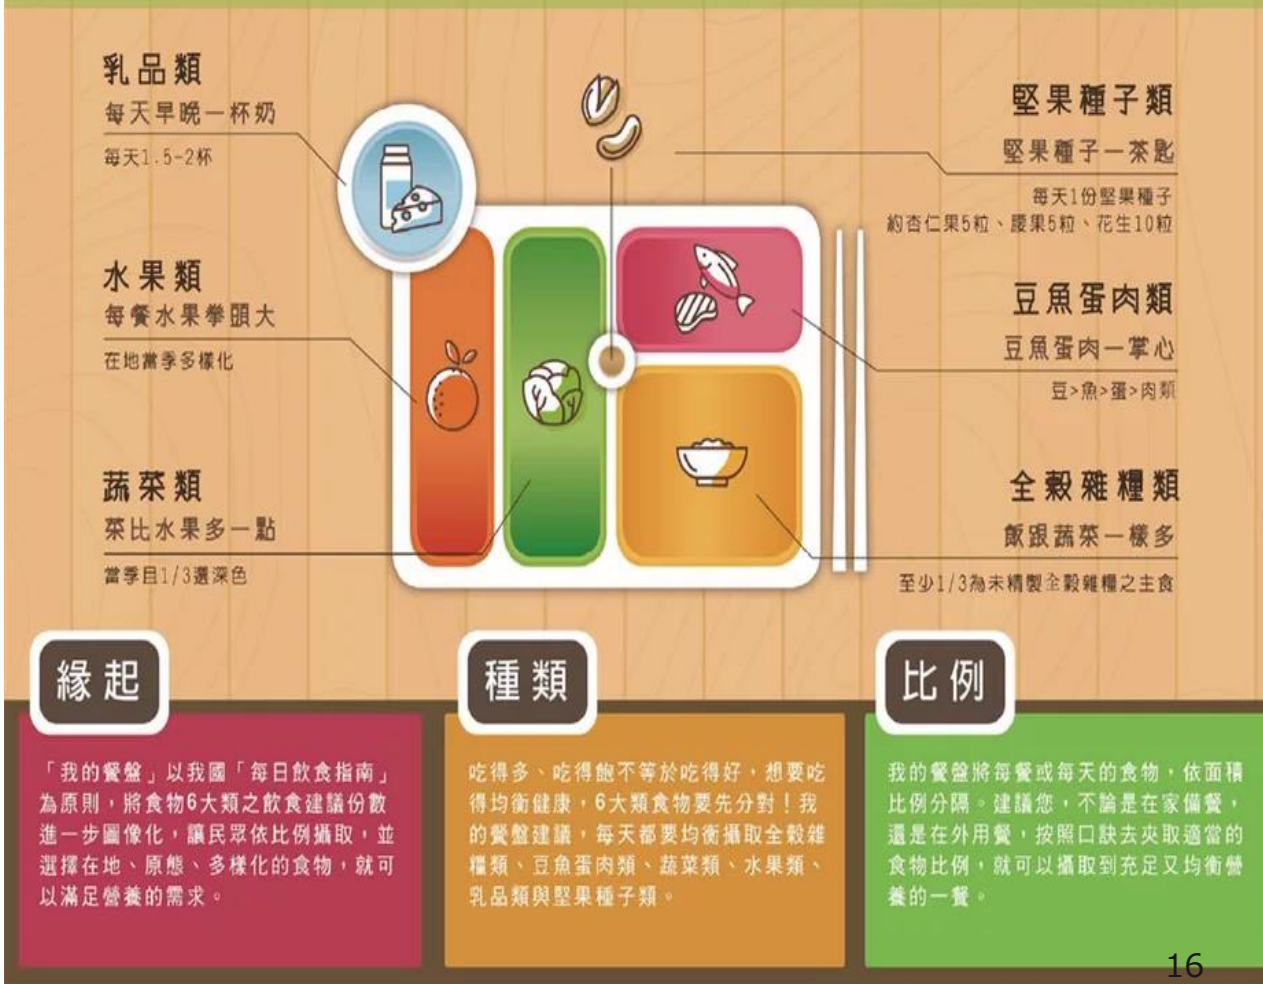 乳品類
每天早晚一杯奶
每天1.5-2杯
水果類
每餐水果拳頭大
在地當季多樣化
蔬菜類
菜比水果多一點
當季且1/3選深色
堅果種子類
堅果種子一茶匙
每天1份堅果種子
約杏仁果5粒、腰果5粒、花生10粒
豆魚蛋肉類
豆魚蛋肉一掌心
豆>魚>蛋>肉類
全穀雜糧類
飯跟蔬菜一樣多
至少1/3為未精製全穀雜糧之主食
緣起
「我的餐盤」以我國「每日飲食指南」
為原則，將食物6大類之飲食建議份數
進一步圖像化，讓民眾依比例攝取，並
選擇在地、原態、多樣化的食物，就可
以滿足營養的需求。
種類
吃得多、吃得飽不等於吃得好，想要吃
得均衡健康，6大類食物要先分對！我
的餐盤建議，每天都要均衡攝取全穀雜
糧類、豆魚蛋肉類、蔬菜類、水果類、
乳品類與堅果種子類。
比例
我的餐盤將每餐或每天的食物，依面積
比例分隔。建議您，不論是在家備餐，
還是在外用餐，按照口訣去夾取適當的
食物比例，就可以攝取到充足又均衡營
養的一餐。
16